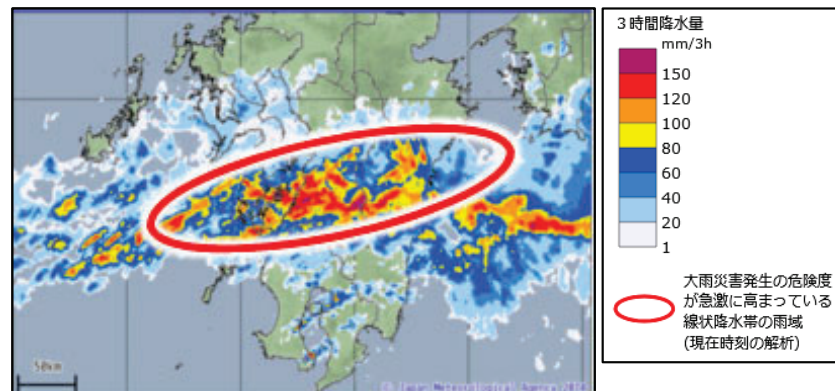 3時間降水量
mm/3h
150
120
100
80
60
40
20
1
大雨災害発生の危険度
が急激に高まっている
線状降水帯の雨域
(現在時刻の解析)
50km